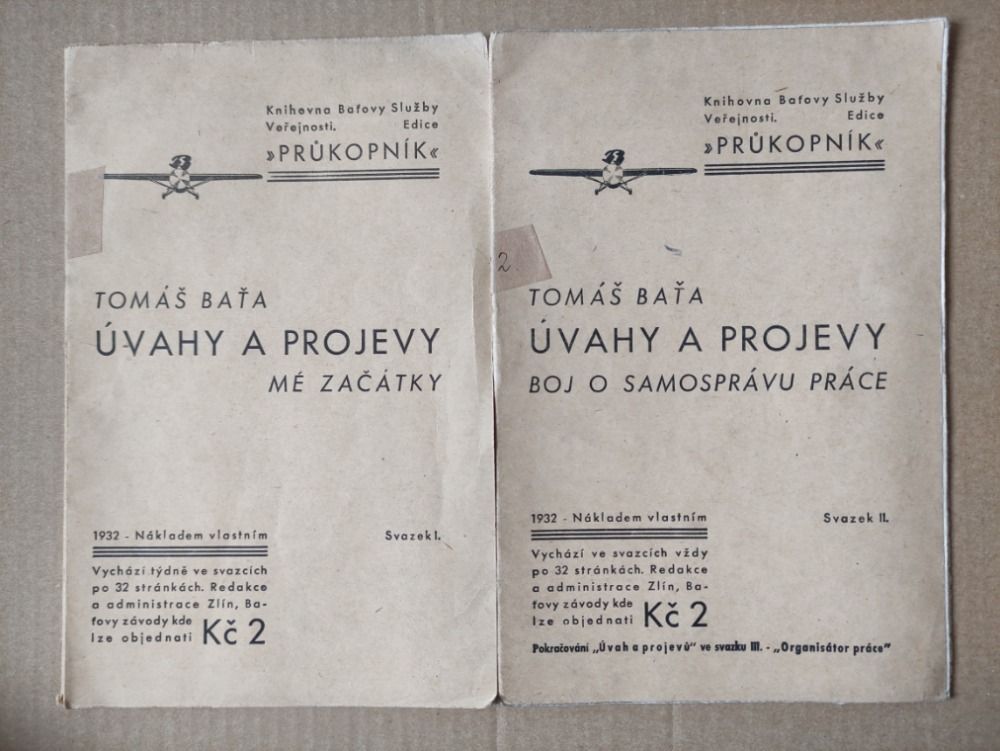 Knihovna Baťovy Služby
Veřejnosti. Edice
»PRŮKOPNÍK«
TOMÁŠ BAŤA
ÚVAHY A PROJEVY
MÉ ZAČÁTKY
1932 - Nákladem vlastním
Svazek I.
Vychází týdně ve svazcích
po 32 stránkách. Redakce
a administrace Zlín, Ba-
ťovy závody kde
lze objednati
Kč 2
Knihovna Baťovy Služby
Veřejnosti. Edice
»PRŮKOPNÍK«
2
TOMÁŠ BAŤA
ÚVAHY A PROJEVY
BOJ O SAMOSPRÁVU PRÁCE
1932 - Nákladem vlastním
Svazek II.
Vychází ve svazcích vždy
po 32 stránkách. Redakce
a administrace Zlín, Ba-
ťovy závody kde
lze objednati
Kč 2
Pokračování „Úvah a projevů" ve svazku III. - „Organisátor práce"